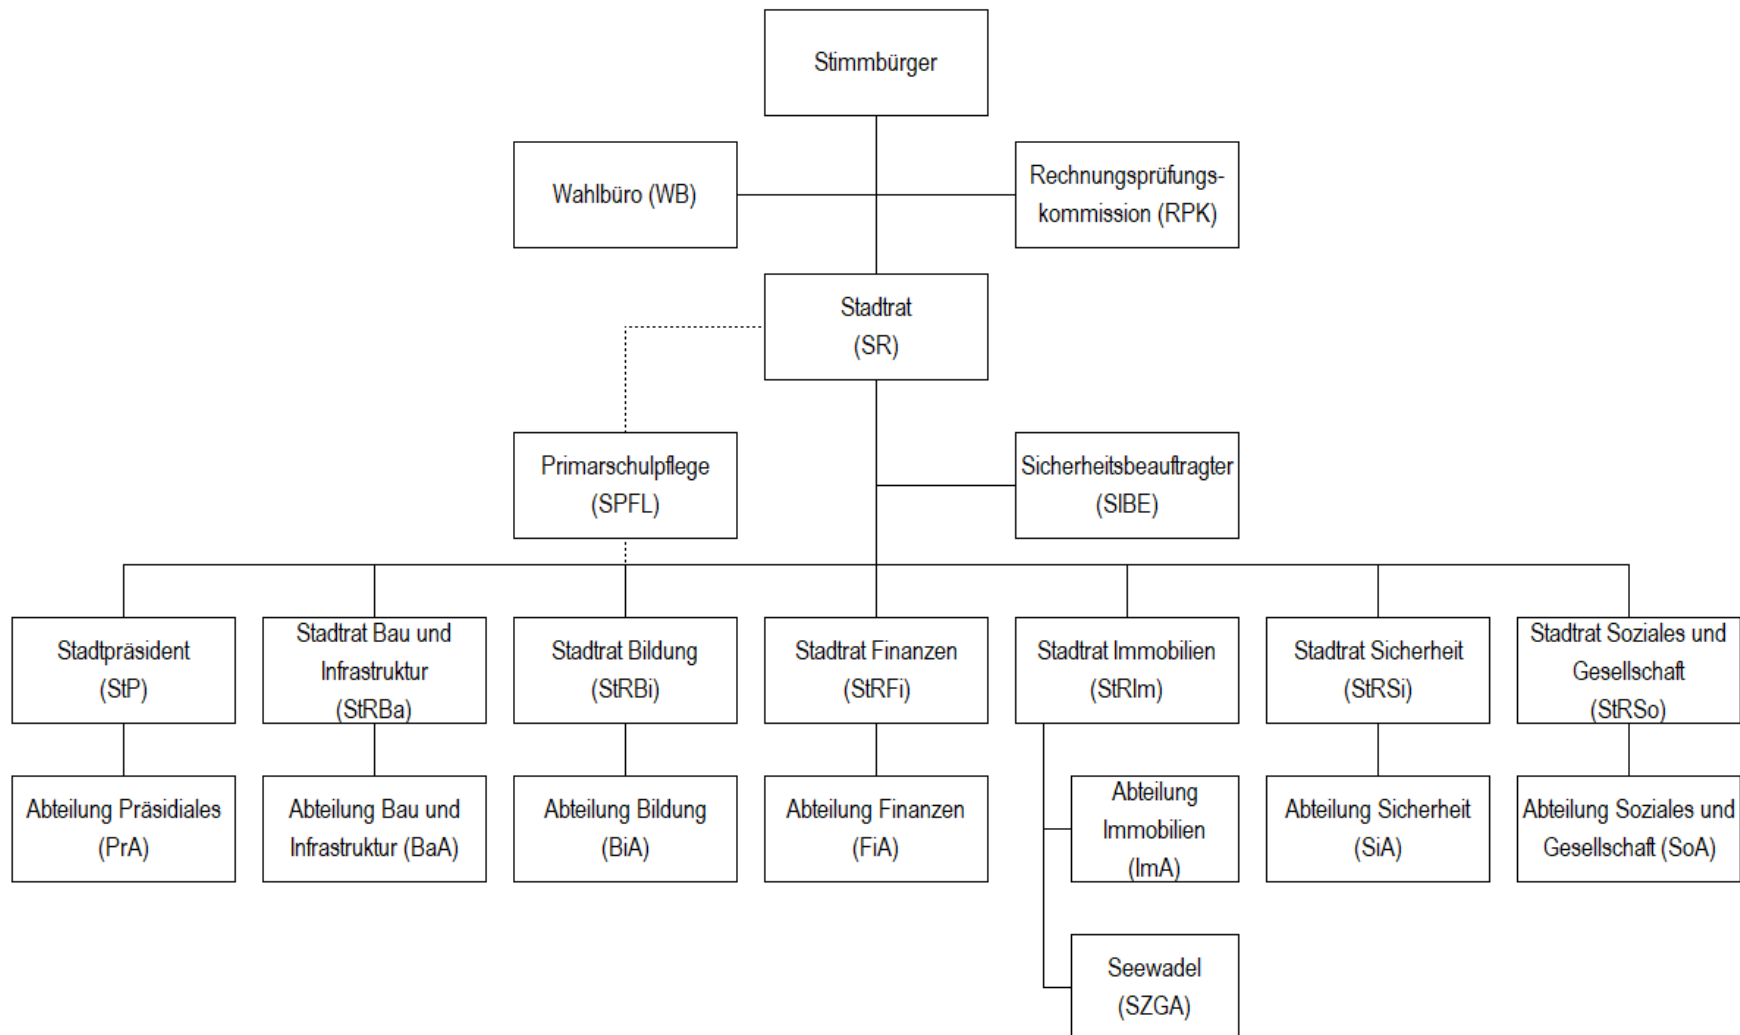 Stimmbürger
Wahlbüro (WB)
Rechnungsprüfungs-
kommission (RPK)
Stadtrat
(SR)
Primarschulpflege
(SPFL)
Sicherheitsbeauftragter
(SIBE)
Stadtpräsident
(StP)
Stadtrat Bau und
Infrastruktur
(StRBa)
Stadtrat Bildung
(StRBi)
Stadtrat Finanzen
(StRFi)
Stadtrat Immobilien
(StRIm)
Stadtrat Sicherheit
(StRSi)
Stadtrat Soziales und
Gesellschaft
(StRSo)
Abteilung Präsidiales
(PrA)
Abteilung Bau und
Infrastruktur (BaA)
Abteilung Bildung
(BiA)
Abteilung Finanzen
(FiA)
Abteilung
Immobilien
(ImA)
Abteilung Sicherheit
(SiA)
Abteilung Soziales und
Gesellschaft (SoA)
Seewadel
(SZGA)